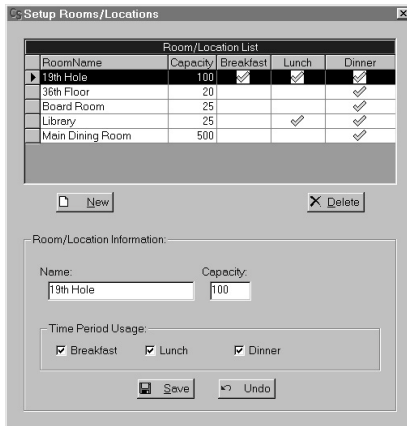 Setup Rooms/Locations
Room/Location List
RoomName Capacity Breakfast Lunch Dinner
19th Hole 100
36th Floor 20
Board Room 25
Library 25
Main Dining Room 500
New Delete
Room/Location Information:
Name: Capacity:
19th Hole 100
Time Period Usage:
Breakfast Lunch Dinner
Save Undo